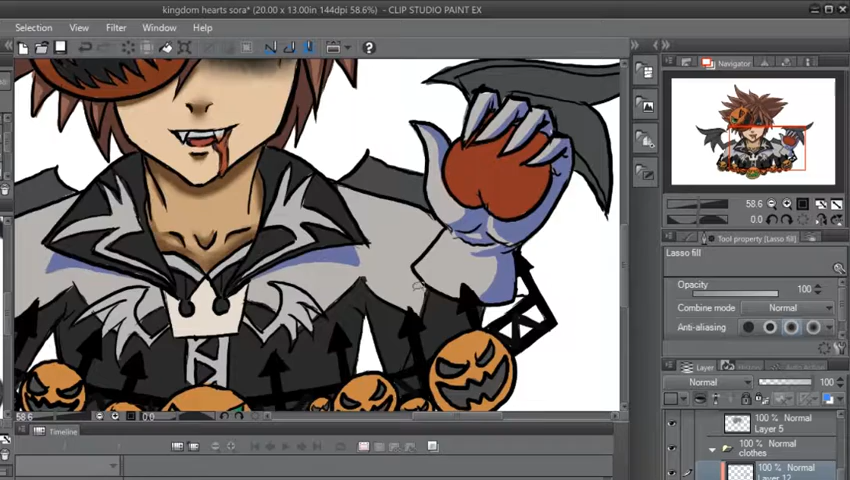 kingdom hearts sora* (20.00 x 13.00in 144dpi 58.6%) - CLIP STUDIO PAINT EX
Selection View Filter Window Help
Navigator
58.6
0.0
Tool property [Lasso fill]
Lasso fill
Opacity 100
Combine mode Normal
Anti-aliasing
Layer
Normal 100
100 % Normal
Layer 5
100 % Normal
clothes
100 % Normal
Layer 12
58.6 0.0
Timeline